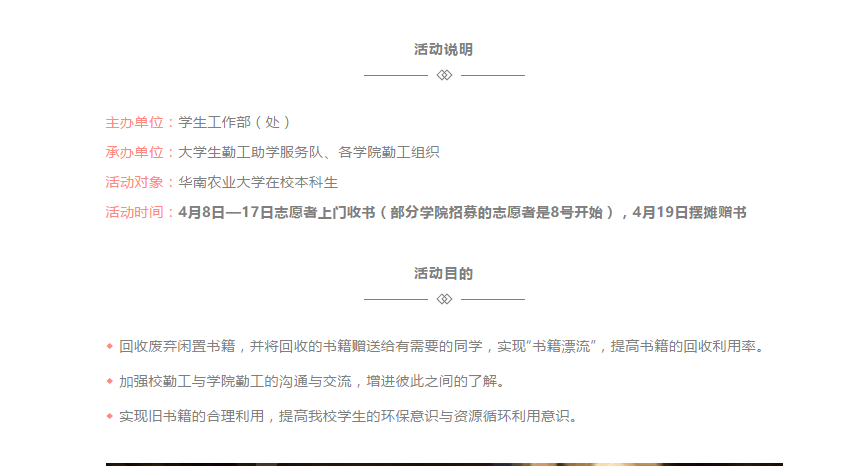 活动说明
主办单位：学生工作部（处）
承办单位：大学生勤工助学服务队、各学院勤工组织
活动对象：华南农业大学在校本科生
活动时间：4月8日—17日志愿者上门收书（部分学院招募的志愿者是8号开始），4月19日摆摊赠书
活动目的
回收废弃闲置书籍，并将回收的书籍赠送给有需要的同学，实现“书籍漂流”，提高书籍的回收利用率。
加强校勤工与学院勤工的沟通与交流，增进彼此之间的了解。
实现旧书籍的合理利用，提高我校学生的环保意识与资源循环利用意识。